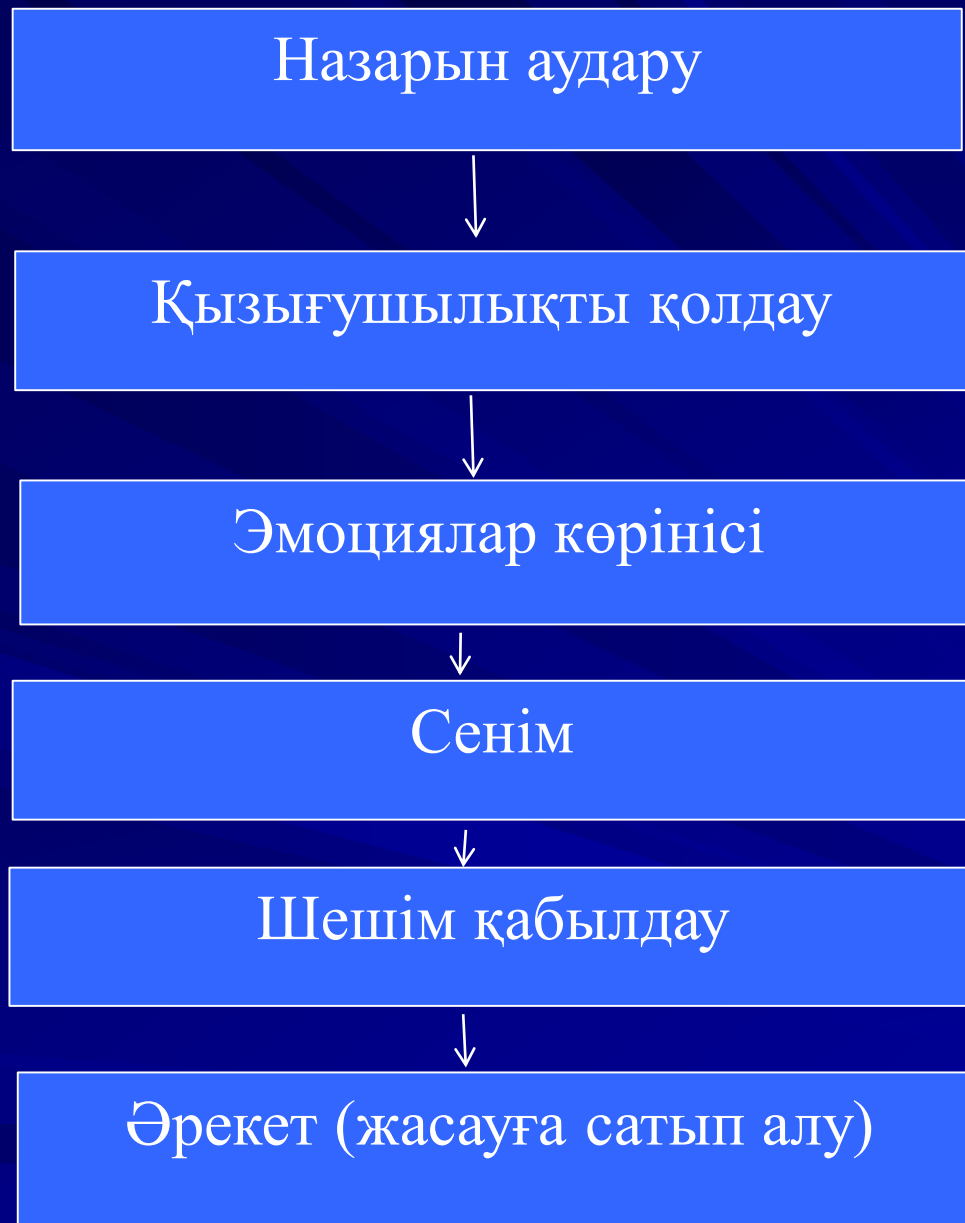 Назарын аудару
Қызығушылықты қолдау
Эмоциялар көрінісі
Сенім
Шешім қабылдау
Әрекет (жасауға сатып алу)